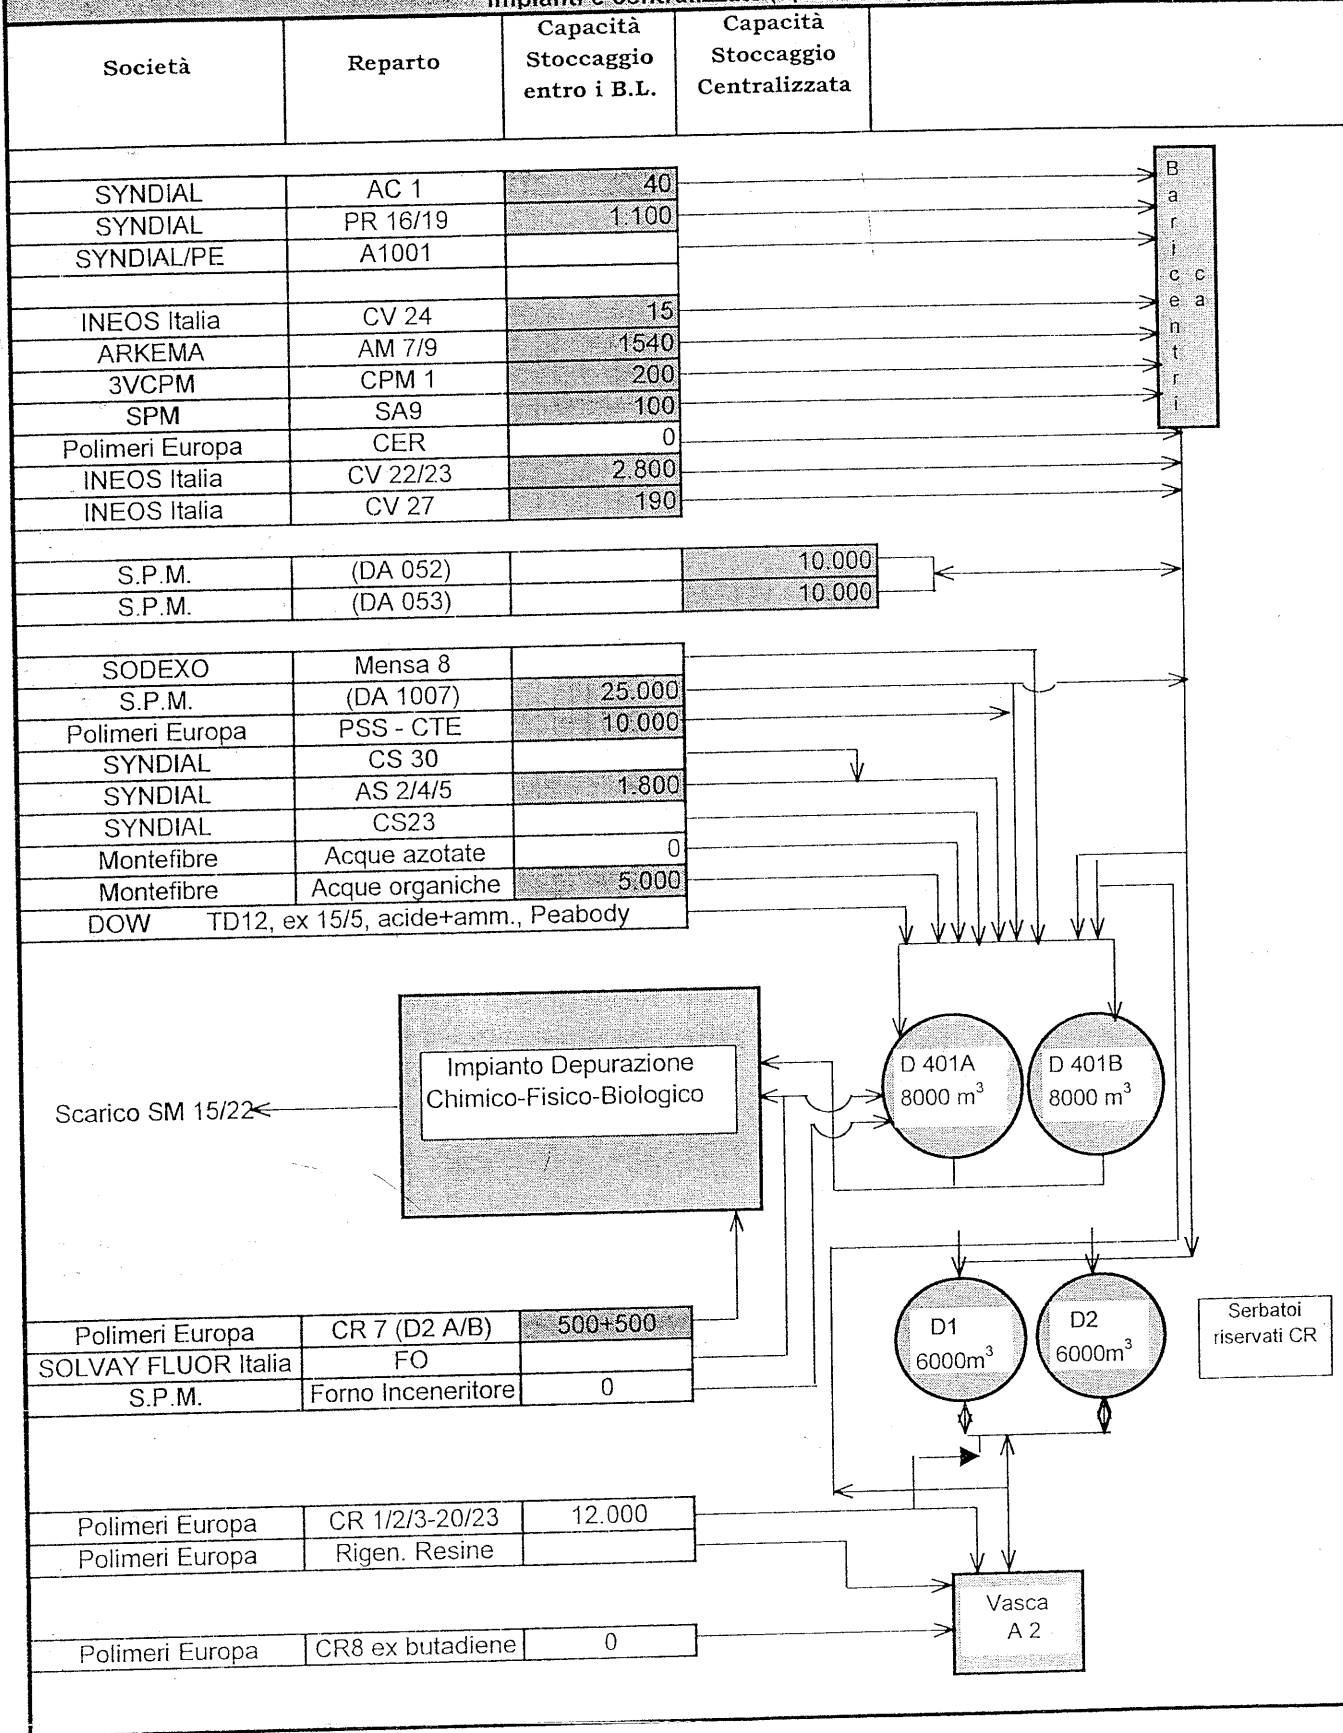 Impianti e centralizzata
Società Reparto Capacità Stoccaggio entro i B.L. Capacità Stoccaggio Centralizzata
SYNDIAL AC 1 40
SYNDIAL PR 16/19 1.100
SYNDIAL/PE A1001
INEOS Italia CV 24 15
ARKEMA AM 7/9 1540
3VCPM CPM 1 200
SPM SA9 100
Polimeri Europa CER 0
INEOS Italia CV 22/23 2.800
INEOS Italia CV 27 190
Baricentrica
S.P.M. (DA 052) 10.000
S.P.M. (DA 053) 10.000
SODEXO Mensa 8
S.P.M. (DA 1007) 25.000
Polimeri Europa PSS - CTE 10.000
SYNDIAL CS 30
SYNDIAL AS 2/4/5 1.800
SYNDIAL CS23
Montefibre Acque azotate 0
Montefibre Acque organiche 5.000
DOW TD12, ex 15/5, acide+amm., Peabody
Impianto Depurazione
Chimico-Fisico-Biologico
Scarico SM 15/22
D 401A
8000 m³
D 401B
8000 m³
D1
6000m³
D2
6000m³
Serbatoi
riservati CR
Polimeri Europa CR 7 (D2 A/B) 500+500
SOLVAY FLUOR Italia FO
S.P.M. Forno Inceneritore 0
Polimeri Europa CR 1/2/3-20/23 12.000
Polimeri Europa Rigen. Resine
Polimeri Europa CR8 ex butadiene 0
Vasca
A 2